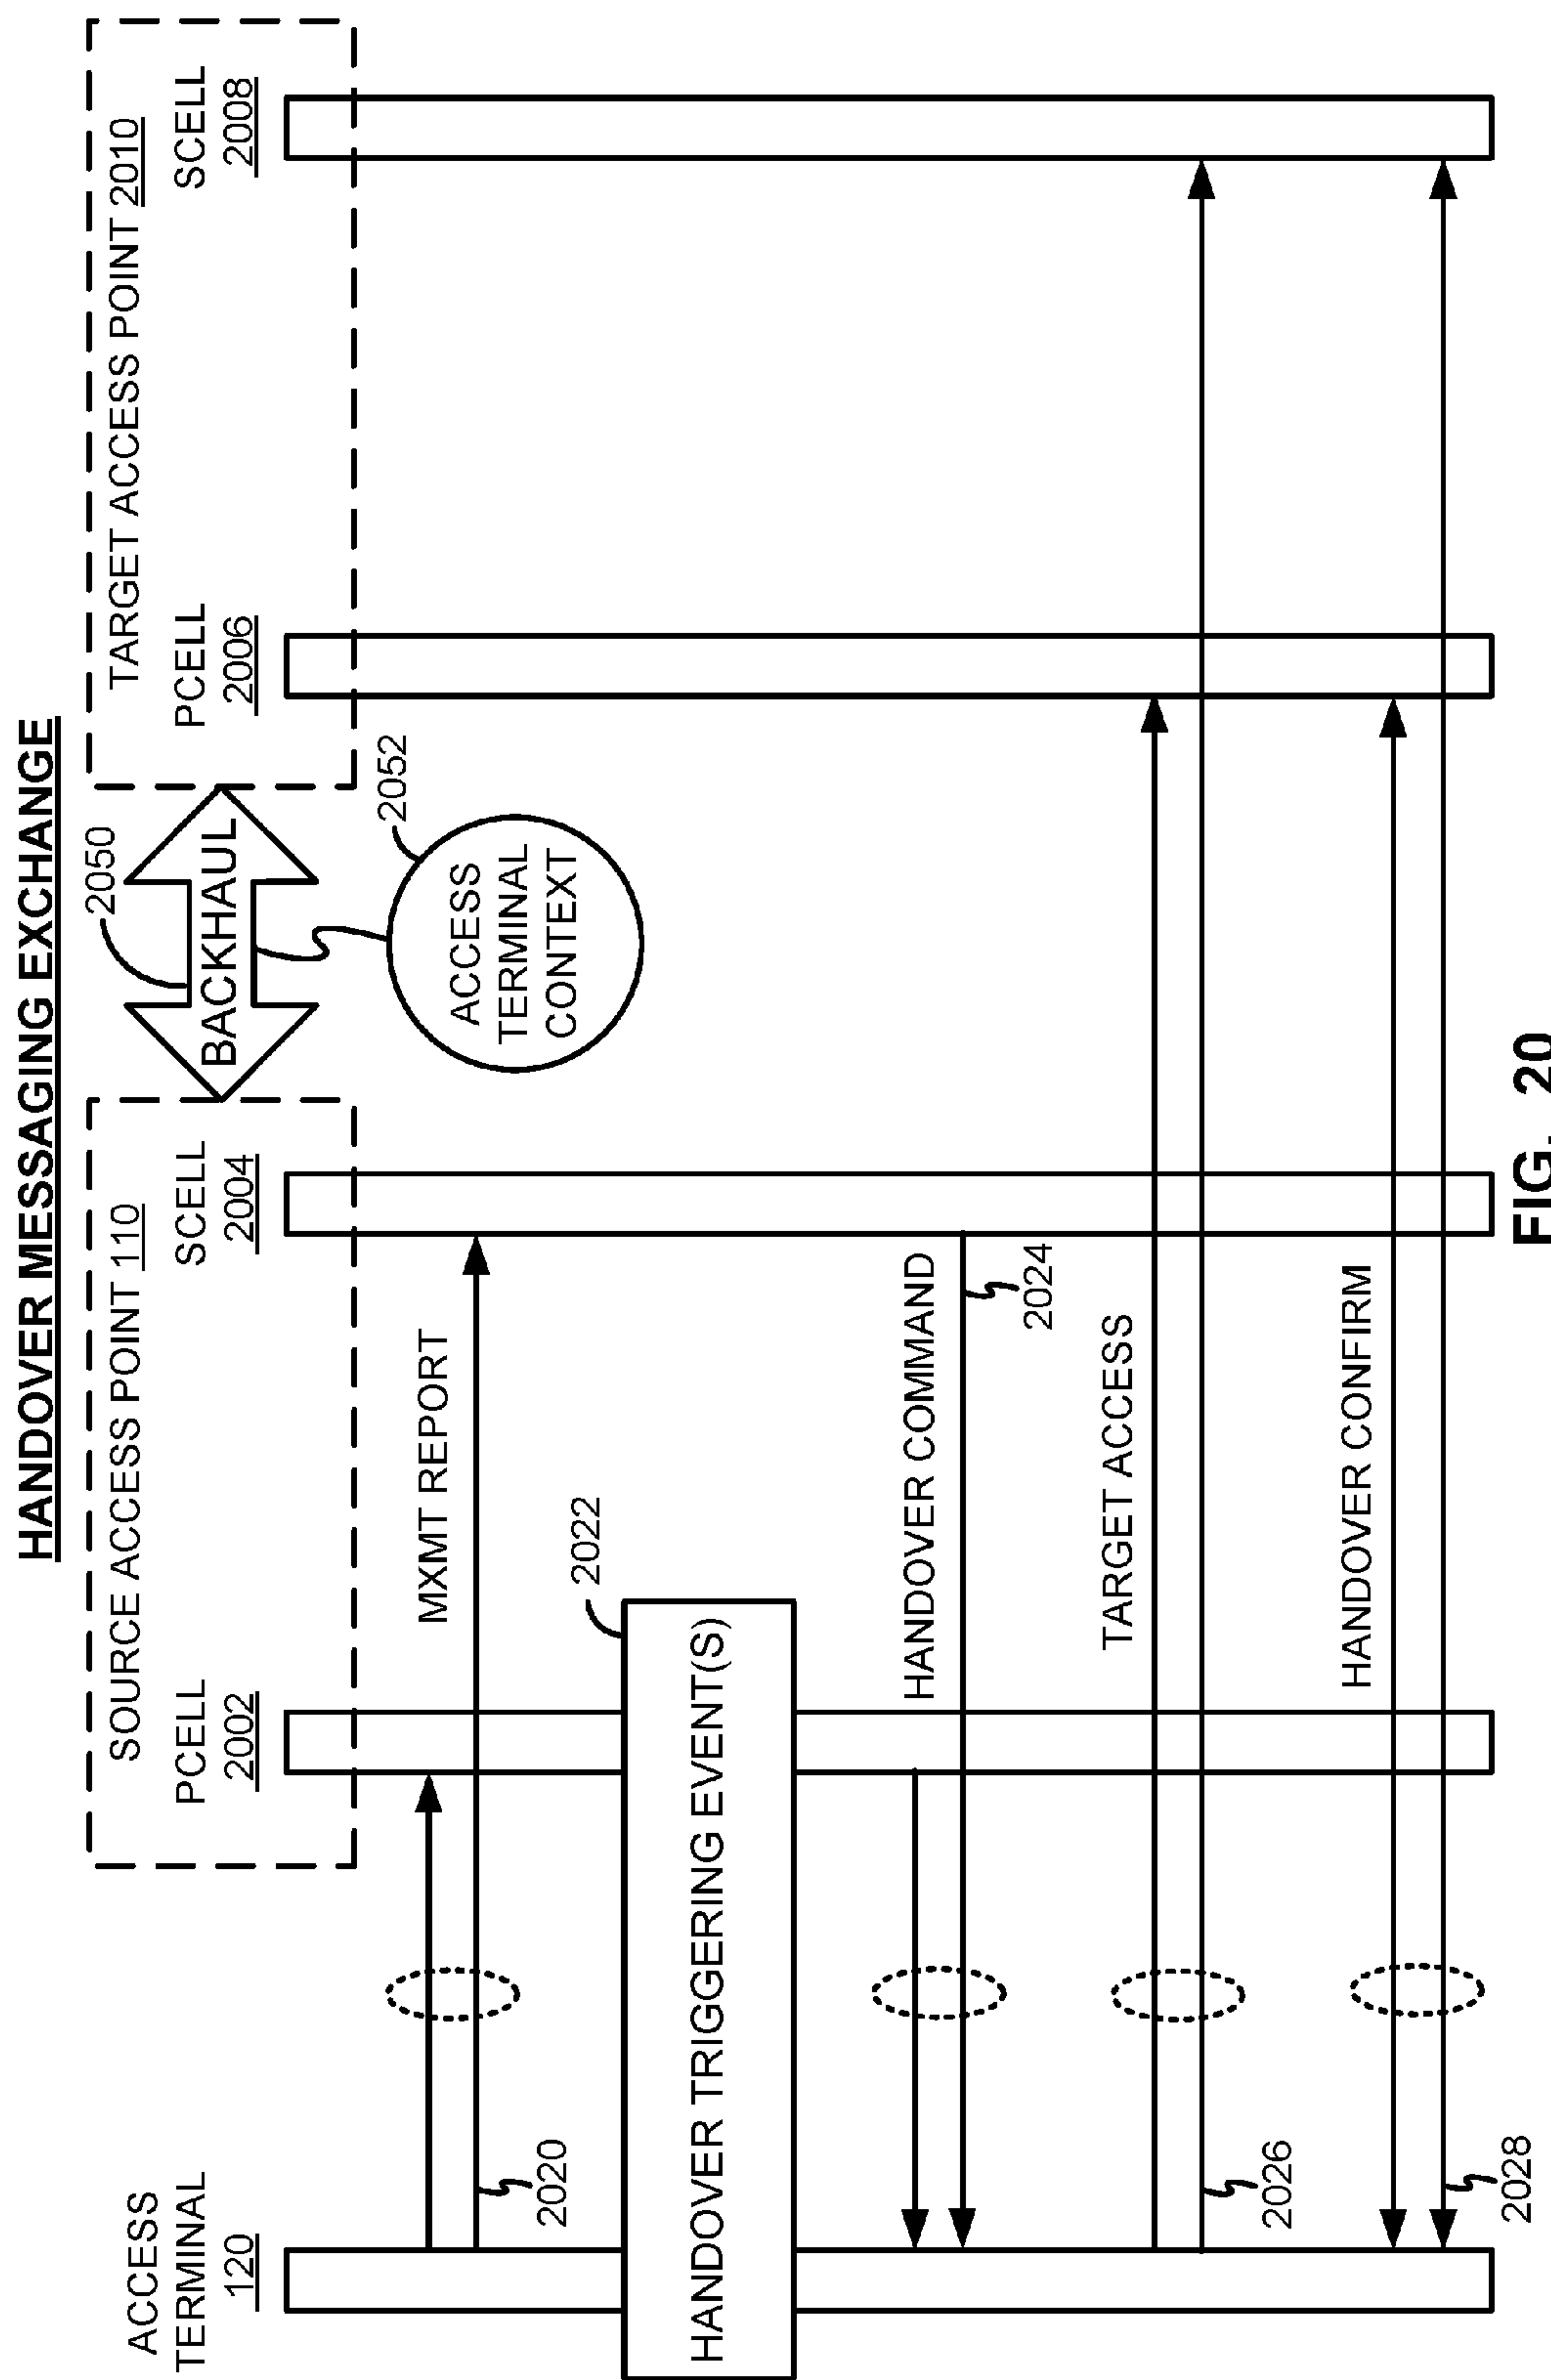 HANDOVER MESSAGING EXCHANGE
ACCESS
TERMINAL
120
SOURCE ACCESS POINT 110
PCELL
2002
SCELL
2004
2050
BACKHAUL
TARGET ACCESS POINT 2010
PCELL
2006
SCELL
2008
2052
ACCESS
TERMINAL
CONTEXT
MXMT REPORT
2020
2022
HANDOVER TRIGGERING EVENT(S)
HANDOVER COMMAND
2024
TARGET ACCESS
2026
HANDOVER CONFIRM
2028
FIG. 20